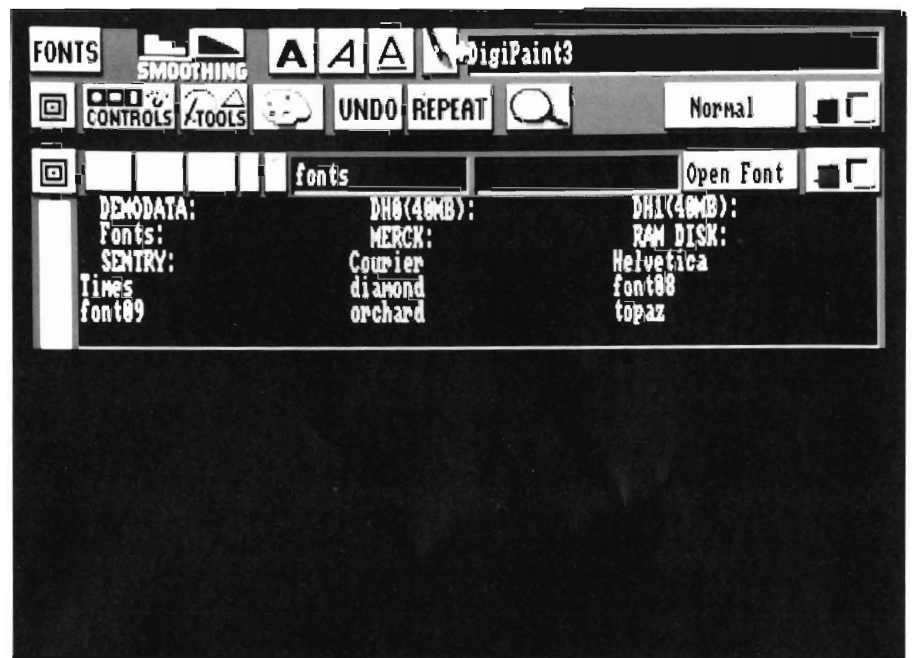 FONTS SMOOTHING A A A DigiPaint3
CONTROLS TOOLS UNDO REPEAT Normal
fonts Open Font
DEMODATA: DH0(40MB): DH1(40MB):
Fonts: MERCK: RAM DISK:
SENTRY: Courier Helvetica
Times diamond font08
font09 orchard topaz